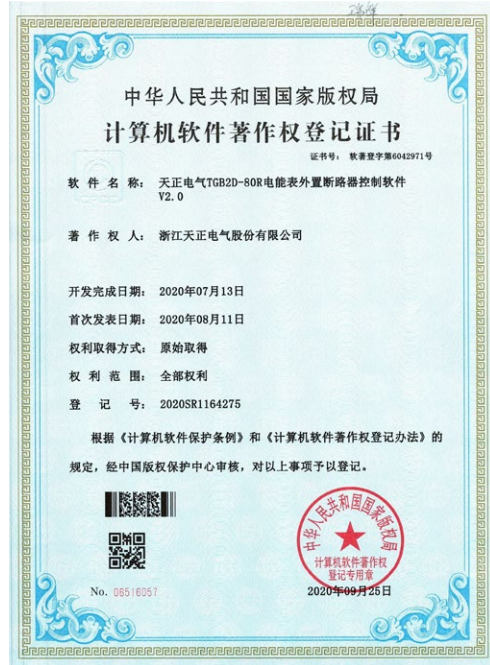 中华人民共和国国家版权局
计算机软件著作权登记证书
证书号： 软著登字第6042971号
软件名称： 天正电气TGB2D-80R电能表外置断路器控制软件
V2.0
著作权人： 浙江天正电气股份有限公司
开发完成日期： 2020年07月13日
首次发表日期： 2020年08月11日
权利取得方式： 原始取得
权利范围： 全部权利
登记号： 2020SR1164275
根据《计算机软件保护条例》和《计算机软件著作权登记办法》的
规定，经中国版权保护中心审核，对以上事项予以登记。
中华人民共和国国家版权局
计算机软件著作权
登记专用章
No. 06516057
2020年09月25日